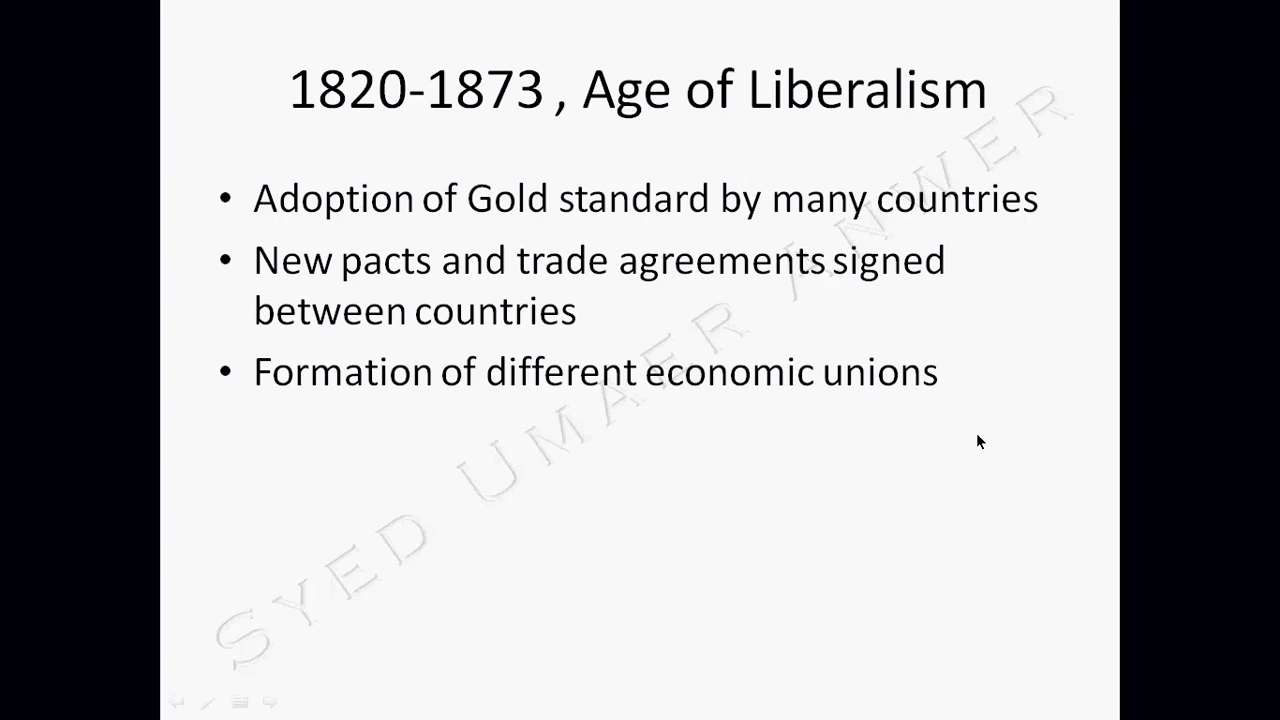 1820-1873 , Age of Liberalism
• Adoption of Gold standard by many countries
• New pacts and trade agreements signed
between countries
• Formation of different economic unions
SYED UMAER ANWER